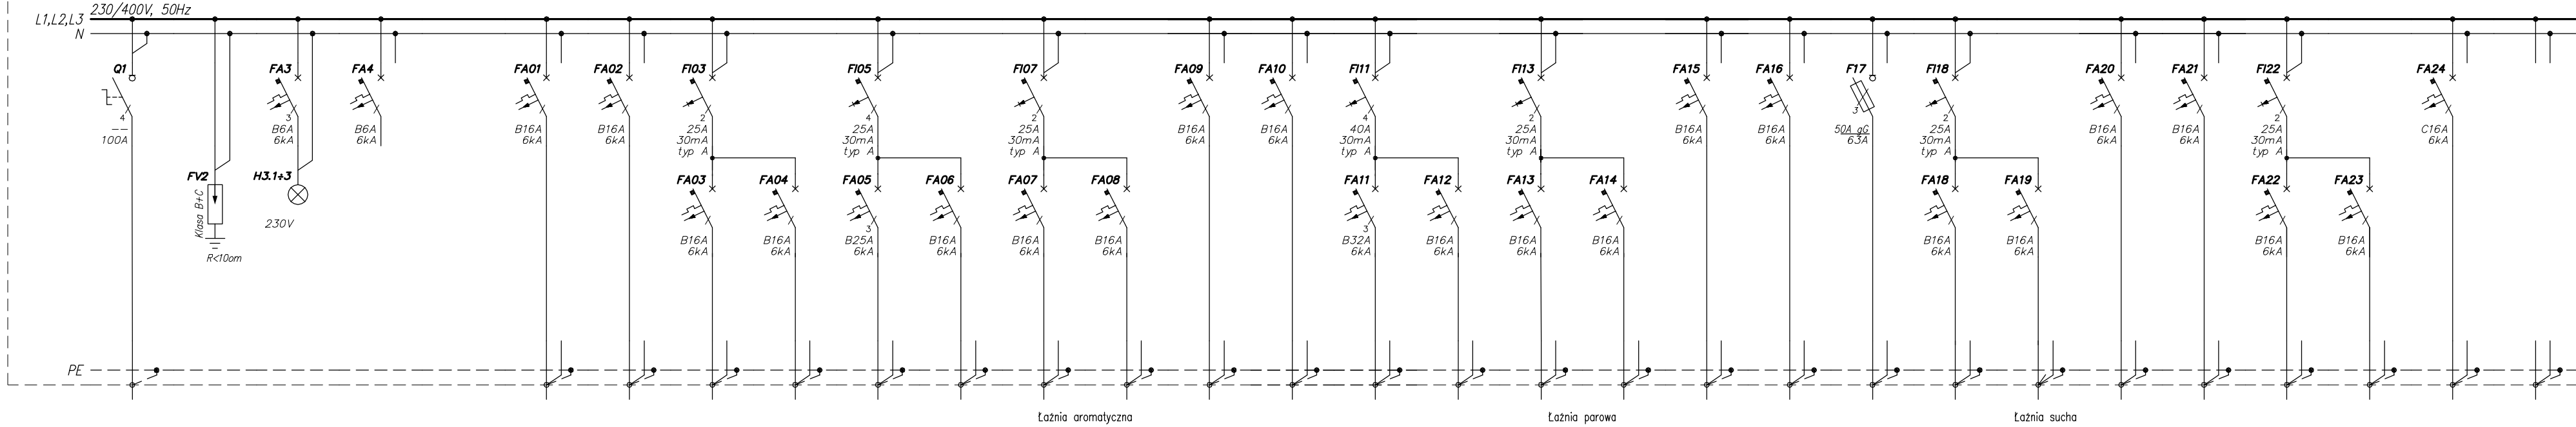 230/400V, 50Hz
L1,L2,L3
N
Q1
4
--
100A
FV2
Klasa B+C
R<10om
FA3
3
B6A
6kA
H3.1÷3
230V
FA4
B6A
6kA
FA01
B16A
6kA
FA02
B16A
6kA
FI03
2
25A
30mA
typ A
FA03
B16A
6kA
FA04
B16A
6kA
FI05
4
25A
30mA
typ A
FA05
3
B25A
6kA
FA06
B16A
6kA
FI07
2
25A
30mA
typ A
FA07
B16A
6kA
FA08
B16A
6kA
FA09
B16A
6kA
FA10
B16A
6kA
FI11
4
40A
30mA
typ A
FA11
3
B32A
6kA
FA12
B16A
6kA
FI13
2
25A
30mA
typ A
FA13
B16A
6kA
FA14
B16A
6kA
FA15
B16A
6kA
FA16
B16A
6kA
F17
3
50A gG
63A
FI18
2
25A
30mA
typ A
FA18
B16A
6kA
FA19
B16A
6kA
FA20
B16A
6kA
FA21
B16A
6kA
FI22
2
25A
30mA
typ A
FA22
B16A
6kA
FA23
B16A
6kA
FA24
C16A
6kA
PE
Łaźnia aromatyczna
Łaźnia parowa
Łaźnia sucha